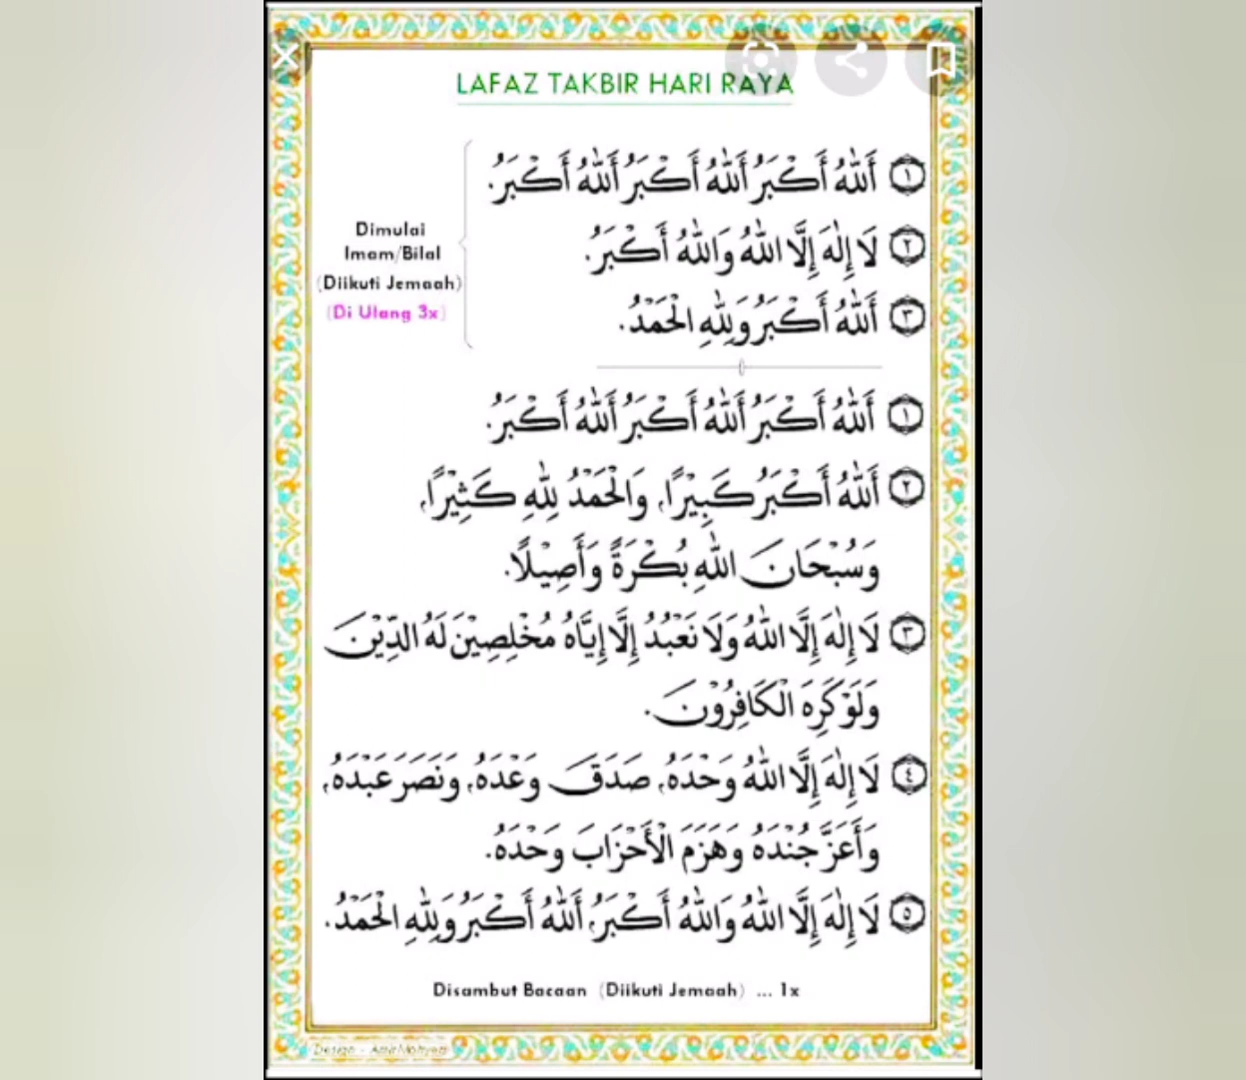 LAFAZ TAKBIR HARI RAYA
١ أَللهُ أَكْبَرُ أَللهُ أَكْبَرُ أَللهُ أَكْبَرُ.
٢ لَا إِلٰهَ إِلَّا اللهُ وَاللهُ أَكْبَرُ.
٣ أَللهُ أَكْبَرُ وَلِلّٰهِ الْحَمْدُ.
Dimulai
Imam/Bilal
(Diikuti Jemaah)
(Di Ulang 3x)
١ أَللهُ أَكْبَرُ أَللهُ أَكْبَرُ أَللهُ أَكْبَرُ.
٢ أَللهُ أَكْبَرُ كَبِيْرًا، وَالْحَمْدُ لِلّٰهِ كَثِيْرًا،
وَسُبْحَانَ اللهِ بُكْرَةً وَأَصِيْلًا.
٣ لَا إِلٰهَ إِلَّا اللهُ وَلَا نَعْبُدُ إِلَّا إِيَّاهُ مُخْلِصِيْنَ لَهُ الدِّيْنَ
وَلَوْ كَرِهَ الْكَافِرُوْنَ.
٤ لَا إِلٰهَ إِلَّا اللهُ وَحْدَهُ، صَدَقَ وَعْدَهُ، وَنَصَرَ عَبْدَهُ،
وَأَعَزَّ جُنْدَهُ وَهَزَمَ الْأَحْزَابَ وَحْدَهُ.
٥ لَا إِلٰهَ إِلَّا اللهُ وَاللهُ أَكْبَرُ، أَللهُ أَكْبَرُ وَلِلّٰهِ الْحَمْدُ.
Disambut Bacaan (Diikuti Jemaah) ... 1x
Design - AmirMohyed